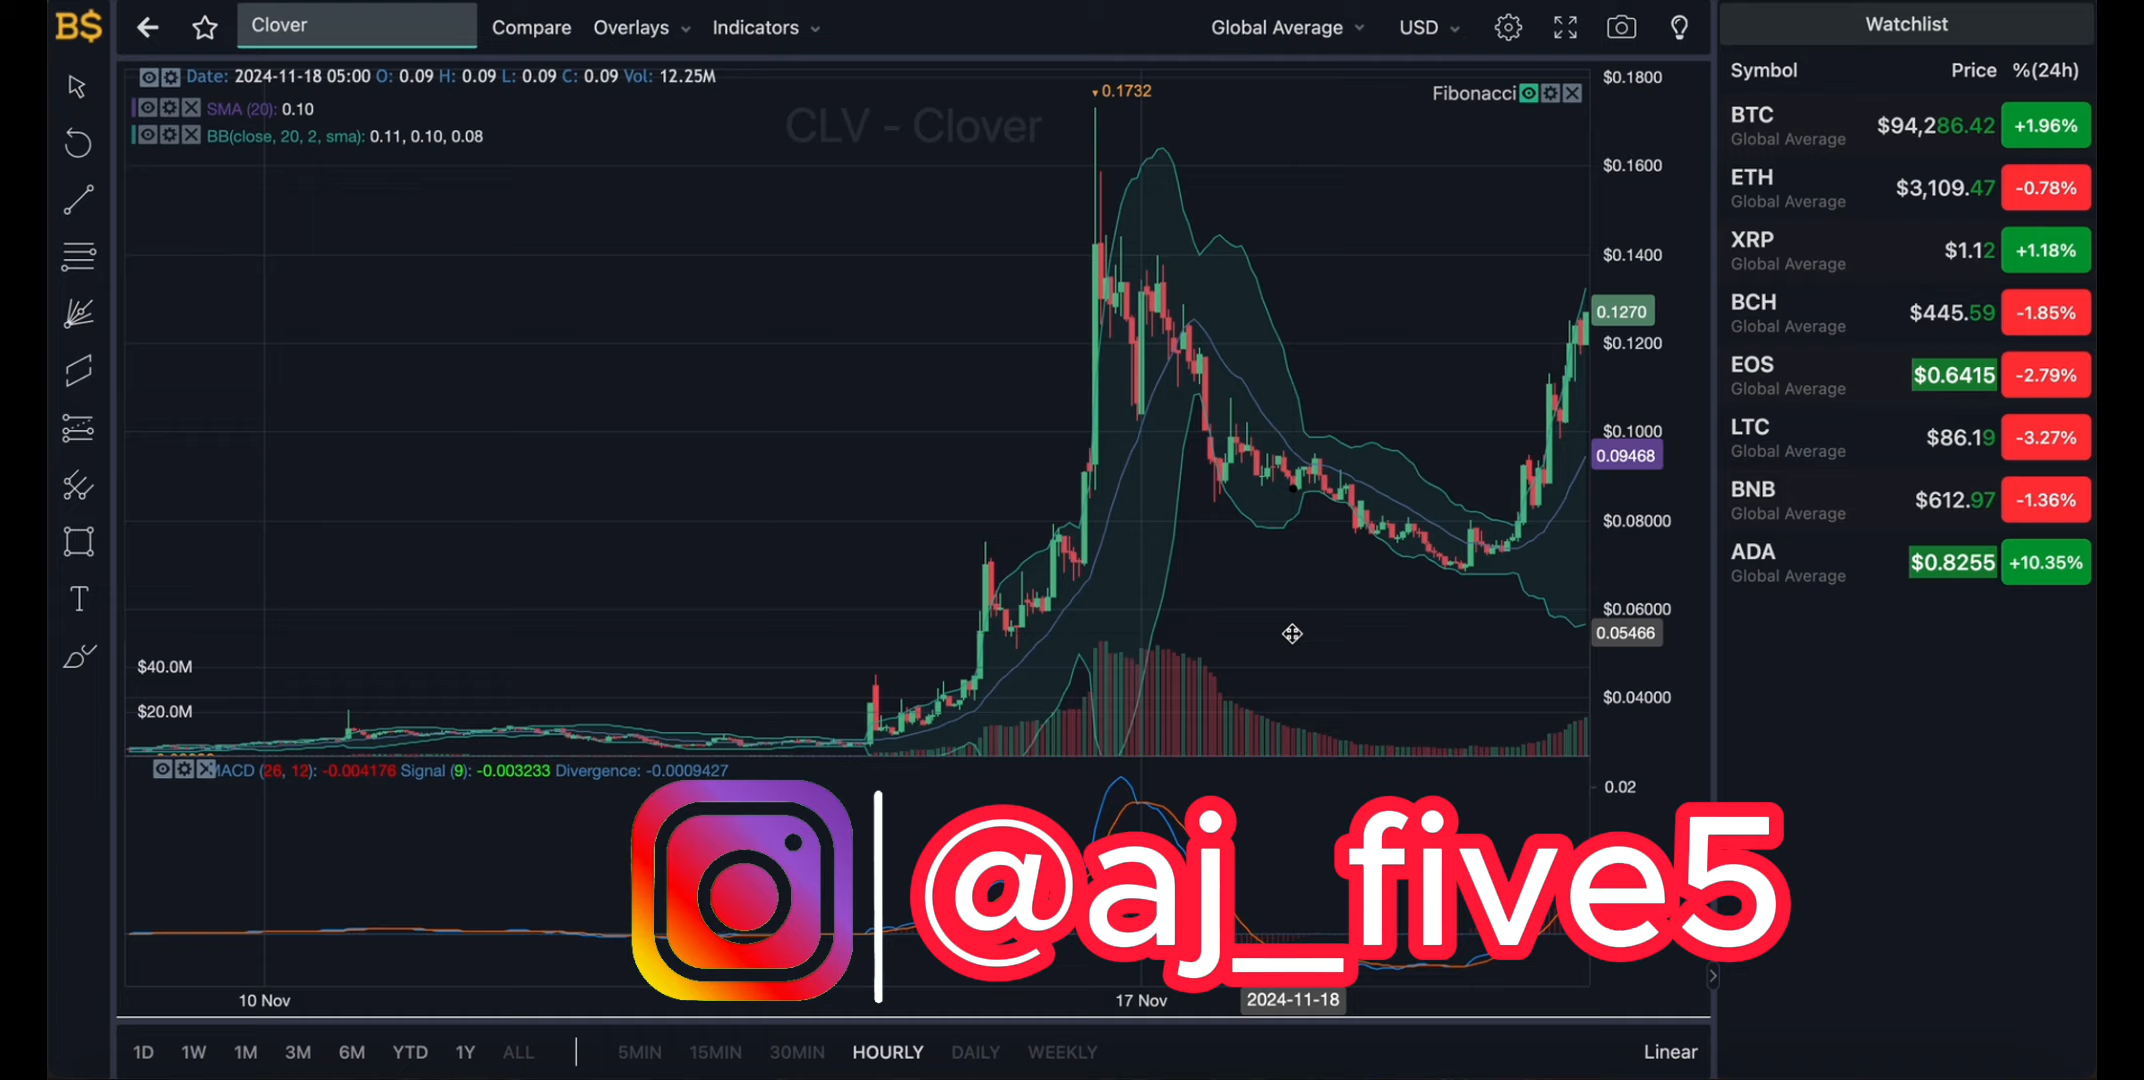 B$
Clover
Compare
Overlays
Indicators
Global Average
USD
Date: 2024-11-18 05:00 O: 0.09 H: 0.09 L: 0.09 C: 0.09 Vol: 12.25M
SMA (20): 0.10
BB(close, 20, 2, sma): 0.11, 0.10, 0.08
CLV - Clover
0.1732
Fibonacci
$0.1800
$0.1600
$0.1400
0.1270
$0.1200
$0.1000
0.09468
$0.08000
$0.06000
0.05466
$0.04000
$40.0M
$20.0M
MACD (26, 12): -0.004176 Signal (9): -0.003233 Divergence: -0.0009427
0.02
@aj_five5
10 Nov
17 Nov
2024-11-18
1D 1W 1M 3M 6M YTD 1Y ALL
5MIN 15MIN 30MIN HOURLY DAILY WEEKLY
Linear
Watchlist
Symbol Price %(24h)
BTC $94,286.42 +1.96%
Global Average
ETH $3,109.47 -0.78%
Global Average
XRP $1.12 +1.18%
Global Average
BCH $445.59 -1.85%
Global Average
EOS $0.6415 -2.79%
Global Average
LTC $86.19 -3.27%
Global Average
BNB $612.97 -1.36%
Global Average
ADA $0.8255 +10.35%
Global Average
T